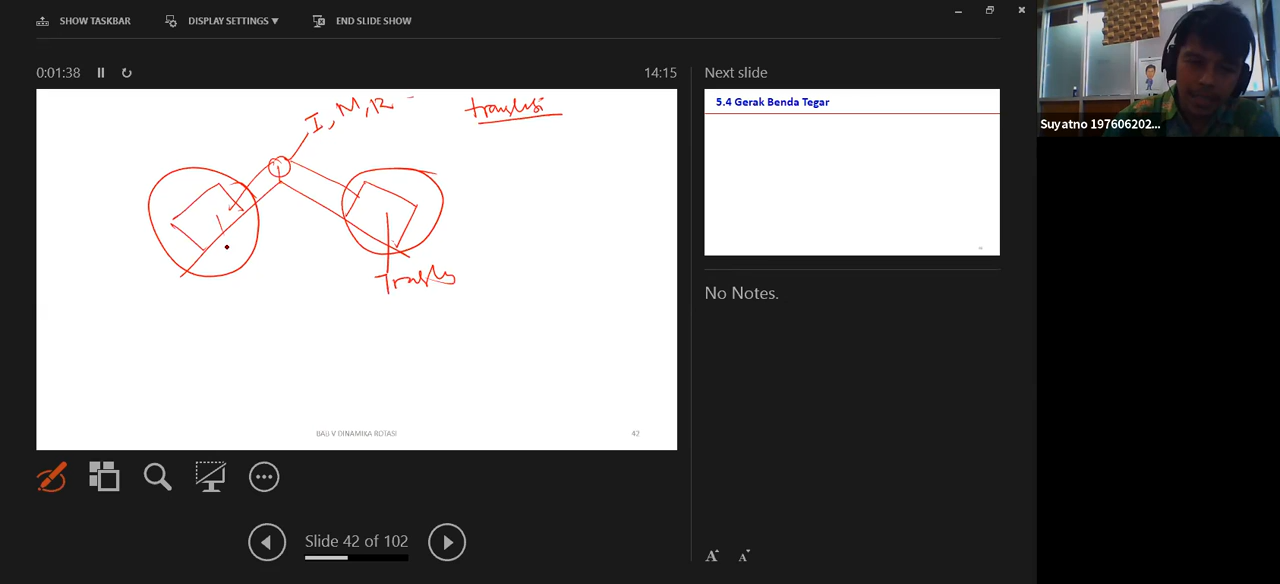 SHOW TASKBAR
DISPLAY SETTINGS ▼
END SLIDE SHOW
0:01:38
14:15
Next slide
I, M, R
translasi
5.4 Gerak Benda Tegar
Suyatno 197606202...
No Notes.
BAB V DINAMIKA ROTASI
42
Slide 42 of 102
A A